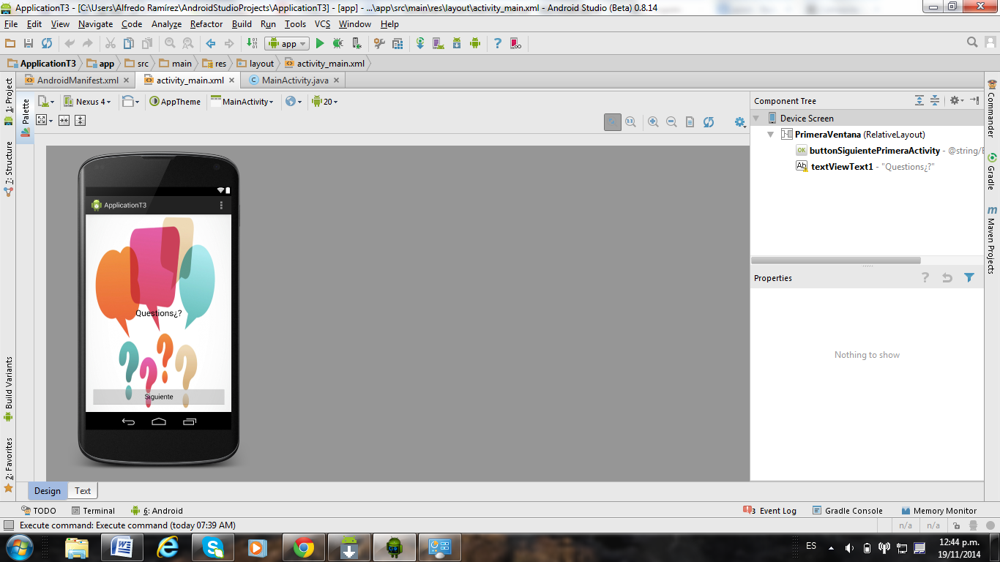 ApplicationT3 - [C:\Users\Alfredo Ramírez\AndroidStudioProjects\ApplicationT3] - [app] - ...\app\src\main\res\layout\activity_main.xml - Android Studio (Beta) 0.8.14
File Edit View Navigate Code Analyze Refactor Build Run Tools VCS Window Help
app
ApplicationT3 app src main res layout activity_main.xml
AndroidManifest.xml activity_main.xml MainActivity.java
1: Project
7: Structure
Build Variants
2: Favorites
Palette
Nexus 4 AppTheme MainActivity 20
1:1
ApplicationT3
Questions¿?
Siguiente
Component Tree
Device Screen
PrimeraVentana (RelativeLayout)
OK buttonSiguientePrimeraActivity - @string/
Ab textViewText1 - "Questions¿?"
Properties
Nothing to show
Commander
Gradle
Maven Projects
Design Text
TODO Terminal 6: Android 3 Event Log Gradle Console Memory Monitor
Execute command: Execute command (today 07:39 AM) n/a n/a
ES 12:44 p.m.
19/11/2014